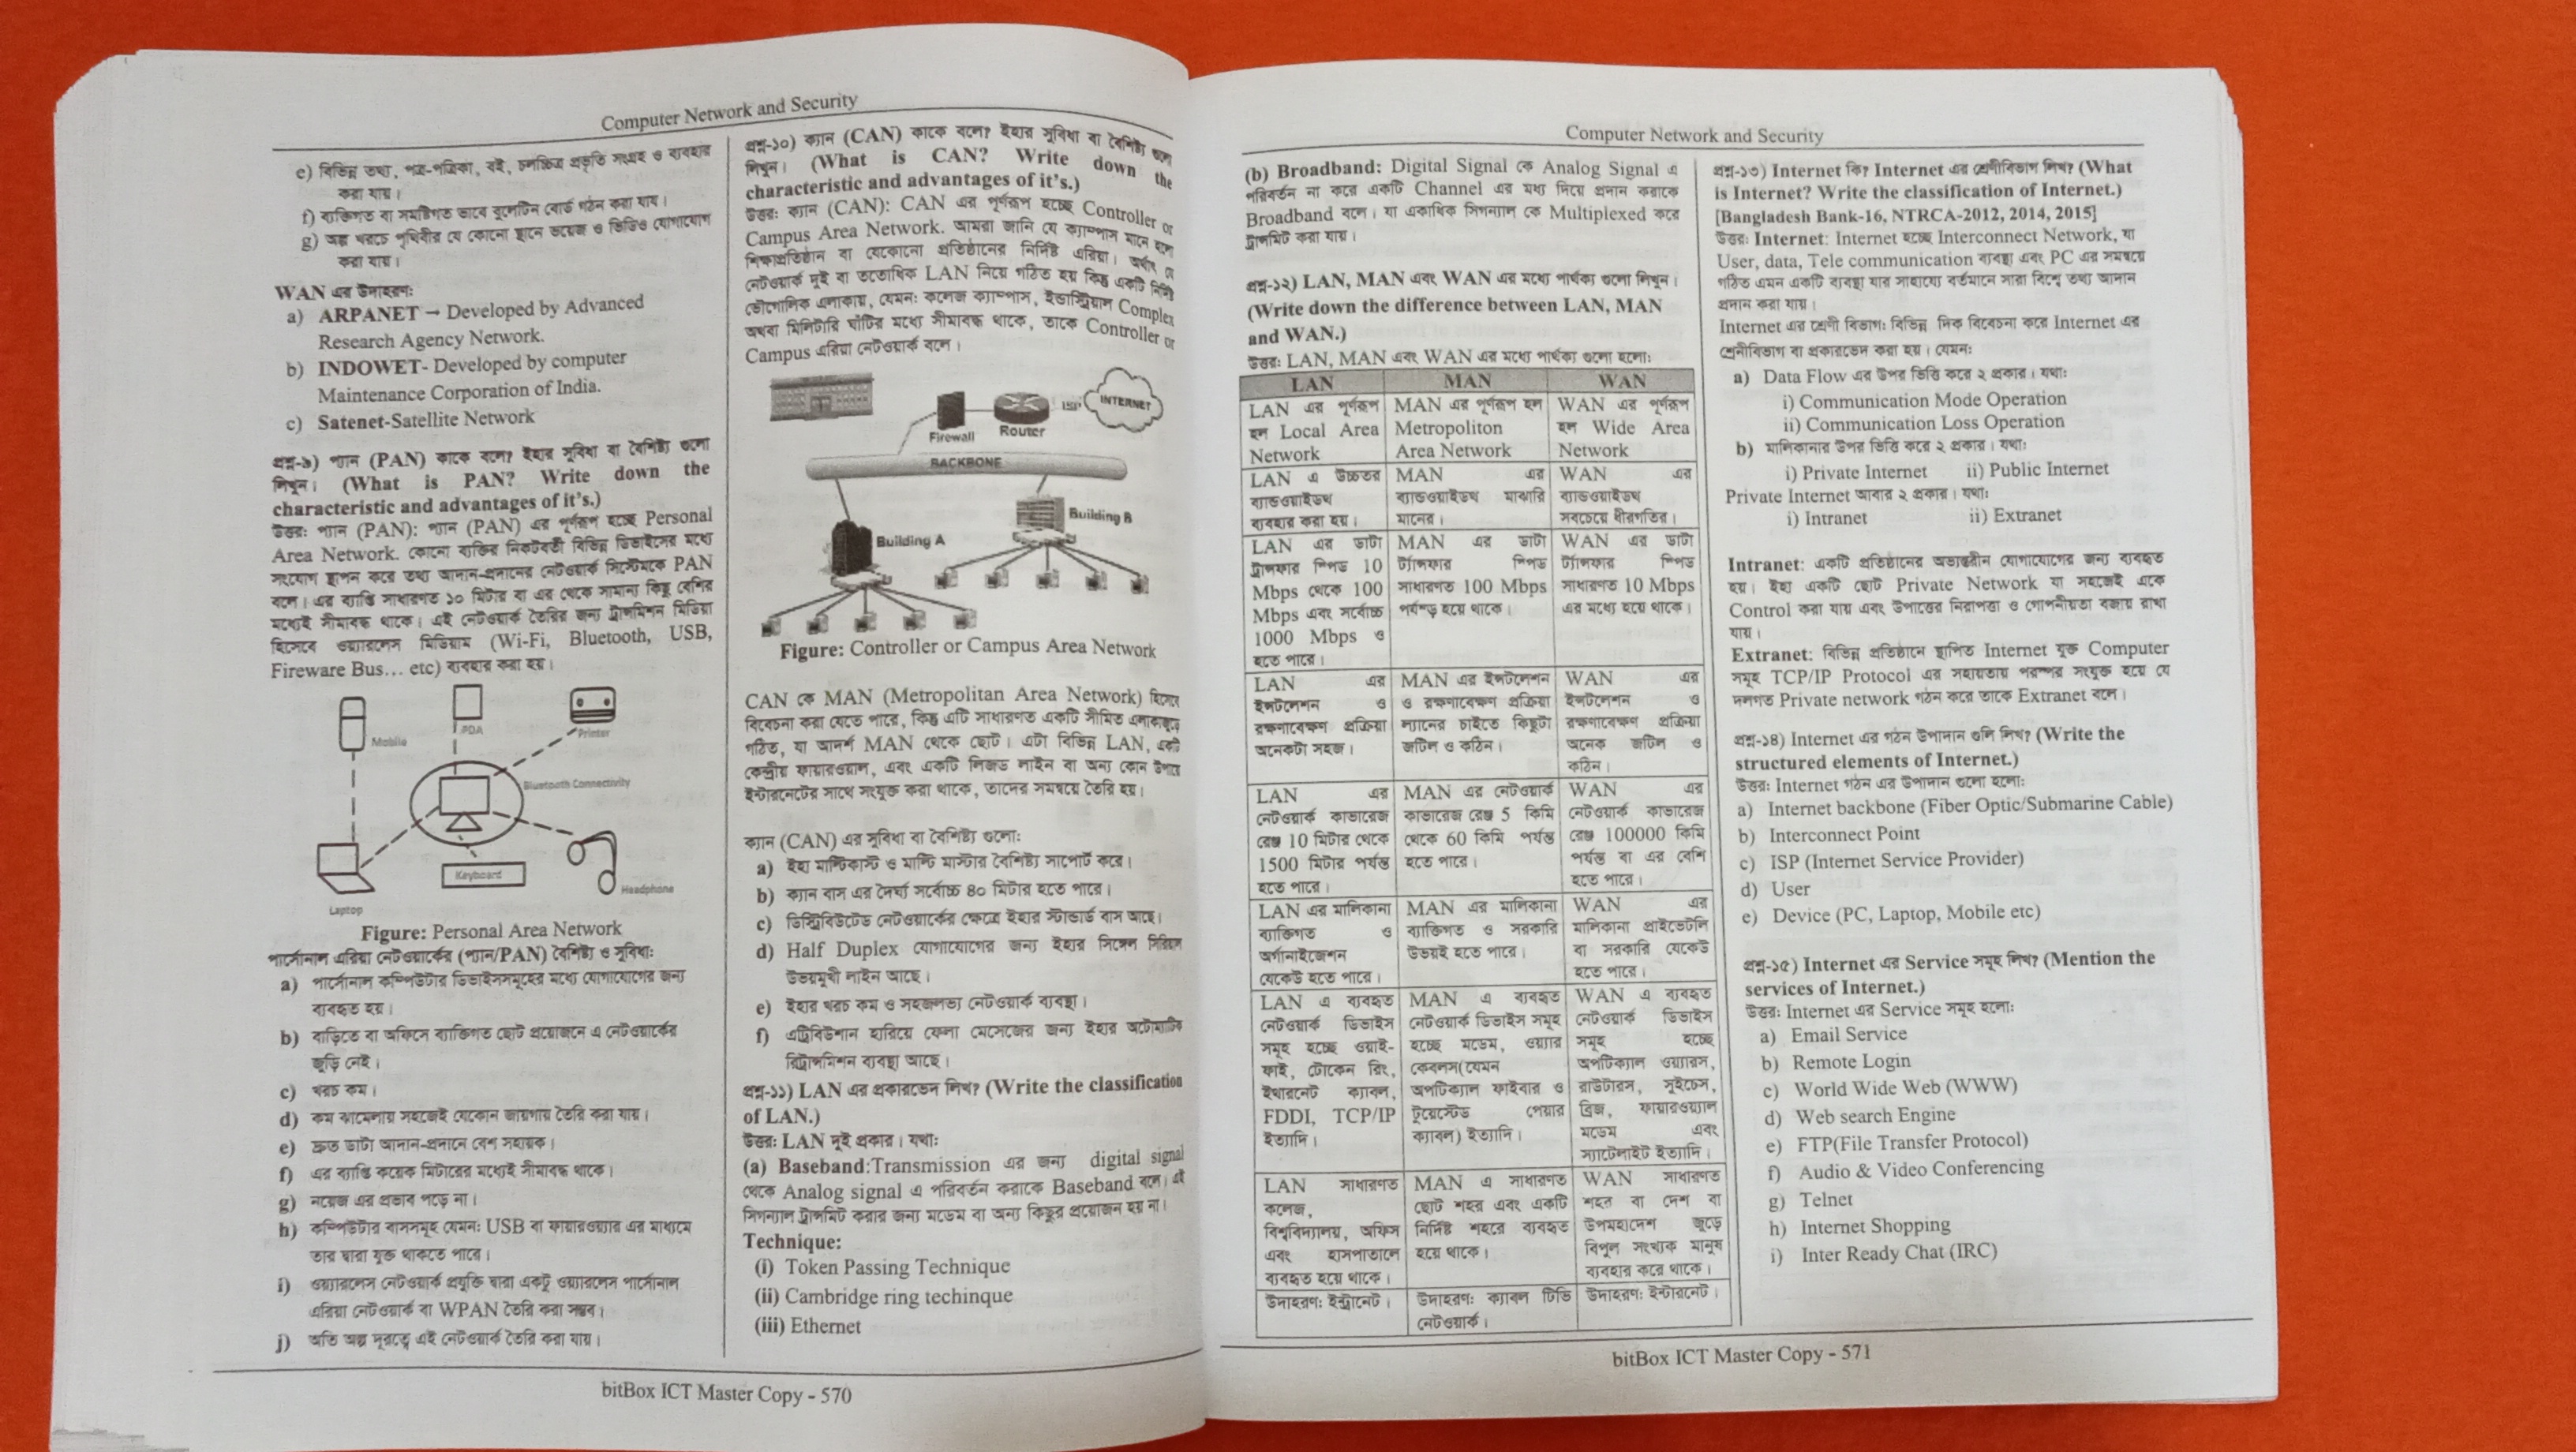 Computer Network and Security
e) বিভিন্ন তথ্য, পত্র-পত্রিকা, বই, চলচ্চিত্র প্রভৃতি সংগ্রহ ও ব্যবহার
করা যায়।
f) ব্যক্তিগত বা সমষ্টিগত ভাবে বুলেটিন বোর্ড গঠন করা যায়।
g) অল্প খরচে পৃথিবীর যে কোনো স্থানে ভয়েজ ও ভিডিও যোগাযোগ
করা যায়।
WAN এর উদাহরণ:
a) ARPANET – Developed by Advanced
Research Agency Network.
b) INDOWET- Developed by computer
Maintenance Corporation of India.
c) Satenet-Satellite Network
প্রশ্ন-৯) প্যান (PAN) কাকে বলে? ইহার সুবিধা বা বৈশিষ্ট্য গুলো
লিখুন। (What is PAN? Write down the
characteristic and advantages of it's.)
উত্তর: প্যান (PAN): প্যান (PAN) এর পূর্ণরূপ হচ্ছে Personal
Area Network. কোনো ব্যক্তির নিকটবর্তী বিভিন্ন ডিভাইসের মধ্যে
সংযোগ স্থাপন করে তথ্য আদান-প্রদানের নেটওয়ার্ক সিস্টেমকে PAN
বলে। এর ব্যাপ্তি সাধারণত ১০ মিটার বা এর থেকে সামান্য কিছু বেশির
মধ্যেই সীমাবদ্ধ থাকে। এই নেটওয়ার্ক তৈরির জন্য ট্রান্সমিশন মিডিয়া
হিসেবে ওয়্যারলেস মিডিয়াম (Wi-Fi, Bluetooth, USB,
Fireware Bus... etc) ব্যবহার করা হয়।
Mobile
PDA
Printer
Bluetooth Connectivity
Keyboard
Headphone
Laptop
Figure: Personal Area Network
পার্সোনাল এরিয়া নেটওয়ার্কের (প্যান/PAN) বৈশিষ্ট্য ও সুবিধা:
a) পার্সোনাল কম্পিউটার ডিভাইসসমূহের মধ্যে যোগাযোগের জন্য
ব্যবহৃত হয়।
b) বাড়িতে বা অফিসে ব্যাক্তিগত ছোট প্রয়োজনে এ নেটওয়ার্কের
জুড়ি নেই।
c) খরচ কম।
d) কম ঝামেলায় সহজেই যেকোন জায়গায় তৈরি করা যায়।
e) দ্রুত ডাটা আদান-প্রদানে বেশ সহায়ক।
f) এর ব্যাপ্তি কয়েক মিটারের মধ্যেই সীমাবদ্ধ থাকে।
g) নয়েজ এর প্রভাব পড়ে না।
h) কম্পিউটার বাসসমূহ যেমন: USB বা ফায়ারওয়্যার এর মাধ্যমে
তার দ্বারা যুক্ত থাকতে পারে।
i) ওয়্যারলেস নেটওয়ার্ক প্রযুক্তি দ্বারা একটু ওয়্যারলেস পার্সোনাল
এরিয়া নেটওয়ার্ক বা WPAN তৈরি করা সম্ভব।
j) অতি অল্প দূরত্বে এই নেটওয়ার্ক তৈরি করা যায়।
প্রশ্ন-১০) ক্যান (CAN) কাকে বলে? ইহার সুবিধা বা বৈশিষ্ট্য গুলো
লিখুন। (What is CAN? Write down the
characteristic and advantages of it's.)
উত্তর: ক্যান (CAN): CAN এর পূর্ণরূপ হচ্ছে Controller or
Campus Area Network. আমরা জানি যে ক্যাম্পাস মানে হলো
শিক্ষাপ্রতিষ্ঠান বা যেকোনো প্রতিষ্ঠানের নির্দিষ্ট এরিয়া। অর্থাৎ যে
নেটওয়ার্ক দুই বা ততোধিক LAN নিয়ে গঠিত হয় কিন্তু একটি নির্দিষ্ট
ভৌগোলিক এলাকায়, যেমন: কলেজ ক্যাম্পাস, ইন্ডাস্ট্রিয়াল Complex
অথবা মিলিটারি ঘাঁটির মধ্যে সীমাবদ্ধ থাকে, তাকে Controller or
Campus এরিয়া নেটওয়ার্ক বলে।
Firewall
Router
ISP
INTERNET
BACKBONE
Building A
Building B
Figure: Controller or Campus Area Network
CAN কে MAN (Metropolitan Area Network) হিসেবে
বিবেচনা করা যেতে পারে, কিন্তু এটি সাধারণত একটি সীমিত এলাকাজুড়ে
গঠিত, যা আদর্শ MAN থেকে ছোট। এটা বিভিন্ন LAN, একটি
কেন্দ্রীয় ফায়ারওয়াল, এবং একটি লিজড লাইন বা অন্য কোন উপায়ে
ইন্টারনেটের সাথে সংযুক্ত করা থাকে, তাদের সমন্বয়ে তৈরি হয়।
ক্যান (CAN) এর সুবিধা বা বৈশিষ্ট্য গুলো:
a) ইহা মাল্টিকাস্ট ও মাল্টি মাস্টার বৈশিষ্ট্য সাপোর্ট করে।
b) ক্যান বাস এর দৈর্ঘ্য সর্বোচ্চ ৪০ মিটার হতে পারে।
c) ডিস্ট্রিবিউটেড নেটওয়ার্কের ক্ষেত্রে ইহার স্টান্ডার্ড বাস আছে।
d) Half Duplex যোগাযোগের জন্য ইহার সিঙ্গেল সিরিয়াল
উভয়মুখী লাইন আছে।
e) ইহার খরচ কম ও সহজলভ্য নেটওয়ার্ক ব্যবস্থা।
f) এট্রিবিউশান হারিয়ে ফেলা মেসেজের জন্য ইহার অটোমেটিক
রিট্রান্সমিশন ব্যবস্থা আছে।
প্রশ্ন-১১) LAN এর প্রকারভেদ লিখ? (Write the classification
of LAN.)
উত্তর: LAN দুই প্রকার। যথা:
(a) Baseband:Transmission এর জন্য digital signal
থেকে Analog signal এ পরিবর্তন করাকে Baseband বলে। এই
সিগন্যাল ট্রান্সমিট করার জন্য মডেম বা অন্য কিছুর প্রয়োজন হয় না।
Technique:
(i) Token Passing Technique
(ii) Cambridge ring techinque
(iii) Ethernet
bitBox ICT Master Copy - 570
Computer Network and Security
(b) Broadband: Digital Signal কে Analog Signal এ
পরিবর্তন না করে একটি Channel এর মধ্য দিয়ে প্রদান করাকে
Broadband বলে। যা একাধিক সিগন্যাল কে Multiplexed করে
ট্রান্সমিট করা যায়।
প্রশ্ন-১২) LAN, MAN এবং WAN এর মধ্যে পার্থক্য গুলো লিখুন।
(Write down the difference between LAN, MAN
and WAN.)
উত্তর: LAN, MAN এবং WAN এর মধ্যে পার্থক্য গুলো হলো:
LAN MAN WAN
LAN এর পূর্ণরূপ MAN এর পূর্ণরূপ হল WAN এর পূর্ণরূপ
হল Local Area Metropoliton হল Wide Area
Network Area Network Network
LAN এ উচ্চতর MAN এর WAN এর
ব্যান্ডওয়াইডথ ব্যান্ডওয়াইডথ মাঝারি ব্যান্ডওয়াইডথ
ব্যবহার করা হয়। মানের। সবচেয়ে ধীরগতির।
LAN এর ডাটা MAN এর ডাটা WAN এর ডাটা
ট্রান্সফার স্পিড 10 ট্যান্সফার স্পিড ট্যান্সফার স্পিড
Mbps থেকে 100 সাধারণত 100 Mbps সাধারণত 10 Mbps
Mbps এবং সর্বোচ্চ পর্যন্ত হয়ে থাকে। এর মধ্যে হয়ে থাকে।
1000 Mbps ও
হতে পারে।
LAN এর MAN এর ইন্সটলেশন WAN এর
ইন্সটলেশন ও ও রক্ষণাবেক্ষণ প্রক্রিয়া ইন্সটলেশন ও
রক্ষণাবেক্ষণ প্রক্রিয়া ল্যানের চাইতে কিছুটা রক্ষণাবেক্ষণ প্রক্রিয়া
অনেকটা সহজ। জটিল ও কঠিন। অনেক জটিল ও
কঠিন।
LAN এর MAN এর নেটওয়ার্ক WAN এর
নেটওয়ার্ক কাভারেজ কাভারেজ রেঞ্জ 5 কিমি নেটওয়ার্ক কাভারেজ
রেঞ্জ 10 মিটার থেকে থেকে 60 কিমি পর্যন্ত রেঞ্জ 100000 কিমি
1500 মিটার পর্যন্ত হতে পারে। পর্যন্ত বা এর বেশি
হতে পারে। হতে পারে।
LAN এর মালিকানা MAN এর মালিকানা WAN এর
ব্যাক্তিগত ও ব্যাক্তিগত ও সরকারি মালিকানা প্রাইভেটলি
অর্গানাইজেশন উভয়ই হতে পারে। বা সরকারি যেকেউ
যেকেউ হতে পারে। হতে পারে।
LAN এ ব্যবহৃত MAN এ ব্যবহৃত WAN এ ব্যবহৃত
নেটওয়ার্ক ডিভাইস নেটওয়ার্ক ডিভাইস সমূহ নেটওয়ার্ক ডিভাইস
সমূহ হচ্ছে ওয়াই- হচ্ছে মডেম, ওয়্যার সমূহ হচ্ছে
ফাই, টোকেন রিং, কেবলস(যেমন অপটিক্যাল ওয়্যারস,
ইথারনেট ক্যাবল, অপটিক্যাল ফাইবার ও রাউটারস, সুইচেস,
FDDI, TCP/IP টুয়েস্টেড পেয়ার ব্রিজ, ফায়ারওয়্যাল
ইত্যাদি। ক্যাবল) ইত্যাদি। মডেম এবং
স্যাটেলাইট ইত্যাদি।
LAN সাধারণত MAN এ সাধারণত WAN সাধারণত
কলেজ, ছোট শহর এবং একটি শহর বা দেশ বা
বিশ্ববিদ্যালয়, অফিস নির্দিষ্ট শহরে ব্যবহৃত উপমহাদেশ জুড়ে
এবং হাসপাতালে হয়ে থাকে। বিপুল সংখ্যক মানুষ
ব্যবহৃত হয়ে থাকে। ব্যবহার করে থাকে।
উদাহরণ: ইন্ট্রানেট। উদাহরণ: ক্যাবল টিভি উদাহরণ: ইন্টারনেট।
নেটওয়ার্ক।
প্রশ্ন-১৩) Internet কি? Internet এর শ্রেণীবিভাগ লিখ? (What
is Internet? Write the classification of Internet.)
[Bangladesh Bank-16, NTRCA-2012, 2014, 2015]
উত্তর: Internet: Internet হচ্ছে Interconnect Network, যা
User, data, Tele communication ব্যবস্থা এবং PC এর সমন্বয়ে
গঠিত এমন একটি ব্যবস্থা যার সাহায্যে বর্তমানে সারা বিশ্বে তথ্য আদান
প্রদান করা যায়।
Internet এর শ্রেণী বিভাগ: বিভিন্ন দিক বিবেচনা করে Internet এর
শ্রেনীবিভাগ বা প্রকারভেদ করা হয়। যেমন:
a) Data Flow এর উপর ভিত্তি করে ২ প্রকার। যথা:
i) Communication Mode Operation
ii) Communication Loss Operation
b) মালিকানার উপর ভিত্তি করে ২ প্রকার। যথা:
i) Private Internet ii) Public Internet
Private Internet আবার ২ প্রকার। যথা:
i) Intranet ii) Extranet
Intranet: একটি প্রতিষ্ঠানের অভ্যন্তরীন যোগাযোগের জন্য ব্যবহৃত
হয়। ইহা একটি ছোট Private Network যা সহজেই একে
Control করা যায় এবং উপাত্তের নিরাপত্তা ও গোপনীয়তা বজায় রাখা
যায়।
Extranet: বিভিন্ন প্রতিষ্ঠানে স্থাপিত Internet যুক্ত Computer
সমূহ TCP/IP Protocol এর সহায়তায় পরস্পর সংযুক্ত হয়ে যে
দলগত Private network গঠন করে তাকে Extranet বলে।
প্রশ্ন-১৪) Internet এর গঠন উপাদান গুলি লিখ? (Write the
structured elements of Internet.)
উত্তর: Internet গঠন এর উপাদান গুলো হলো:
a) Internet backbone (Fiber Optic/Submarine Cable)
b) Interconnect Point
c) ISP (Internet Service Provider)
d) User
e) Device (PC, Laptop, Mobile etc)
প্রশ্ন-১৫) Internet এর Service সমূহ লিখ? (Mention the
services of Internet.)
উত্তর: Internet এর Service সমূহ হলো:
a) Email Service
b) Remote Login
c) World Wide Web (WWW)
d) Web search Engine
e) FTP(File Transfer Protocol)
f) Audio & Video Conferencing
g) Telnet
h) Internet Shopping
i) Inter Ready Chat (IRC)
bitBox ICT Master Copy - 571